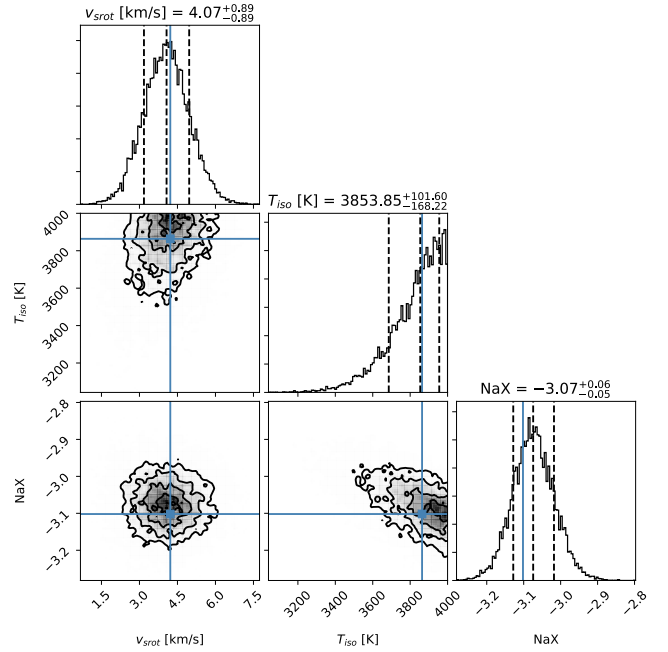 v_srot [km/s] = 4.07^{+0.89}_{-0.89}
T_iso [K] = 3853.85^{+101.60}_{-168.22}
4000
3800
3600
3400
3200
T_iso [K]
NaX = −3.07^{+0.06}_{-0.05}
−2.8
−2.9
−3.0
−3.1
−3.2
NaX
1.5 3.0 4.5 6.0 7.5
v_srot [km/s]
3200 3400 3600 3800 4000
T_iso [K]
−3.2 −3.1 −3.0 −2.9 −2.8
NaX